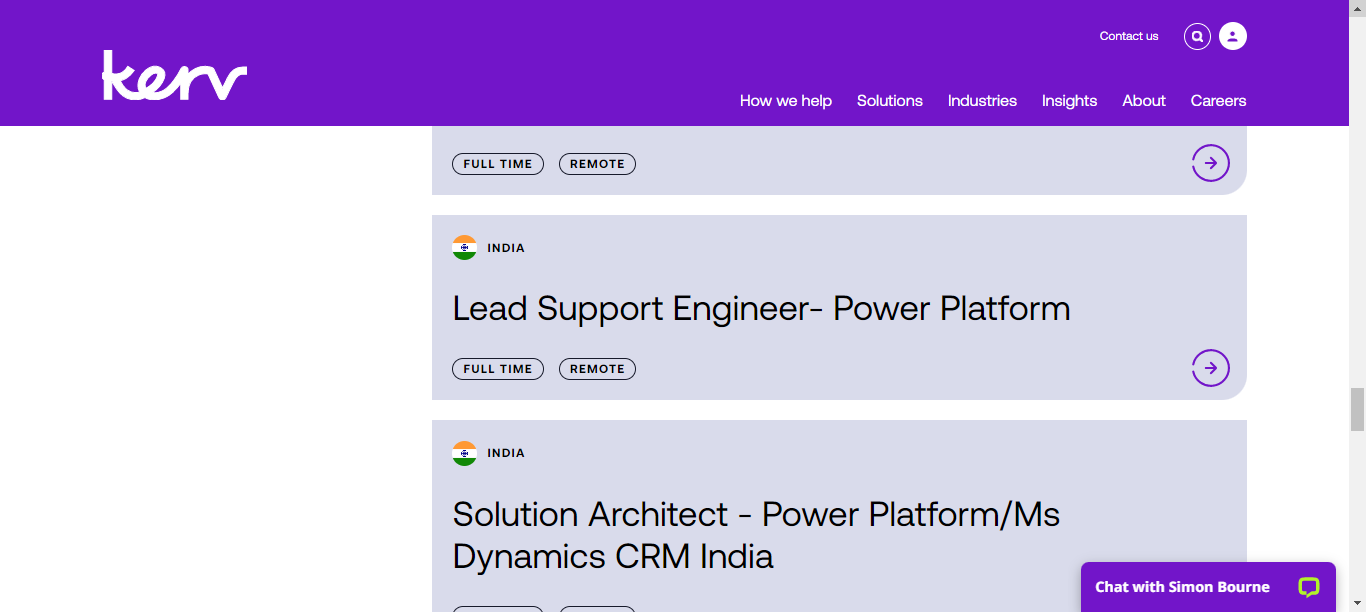 Contact us
kerv
How we help Solutions Industries Insights About Careers
FULL TIME REMOTE
INDIA
Lead Support Engineer- Power Platform
FULL TIME REMOTE
INDIA
Solution Architect - Power Platform/Ms
Dynamics CRM India
Chat with Simon Bourne